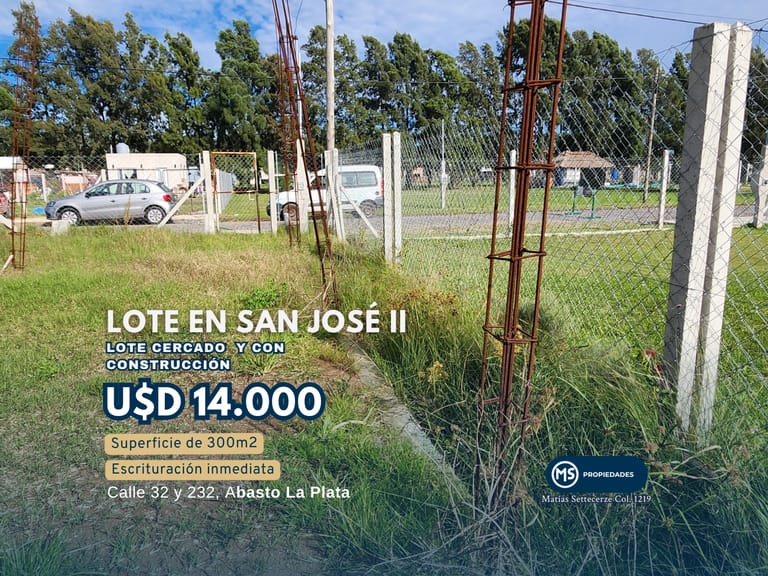 LOTE EN SAN JOSÉ II
LOTE CERCADO Y CON
CONSTRUCCIÓN
U$D 14.000
Superficie de 300m2
Escrituración inmediata
Calle 32 y 232, Abasto La Plata
MS PROPIEDADES
Matías Settecerze Col. 1219